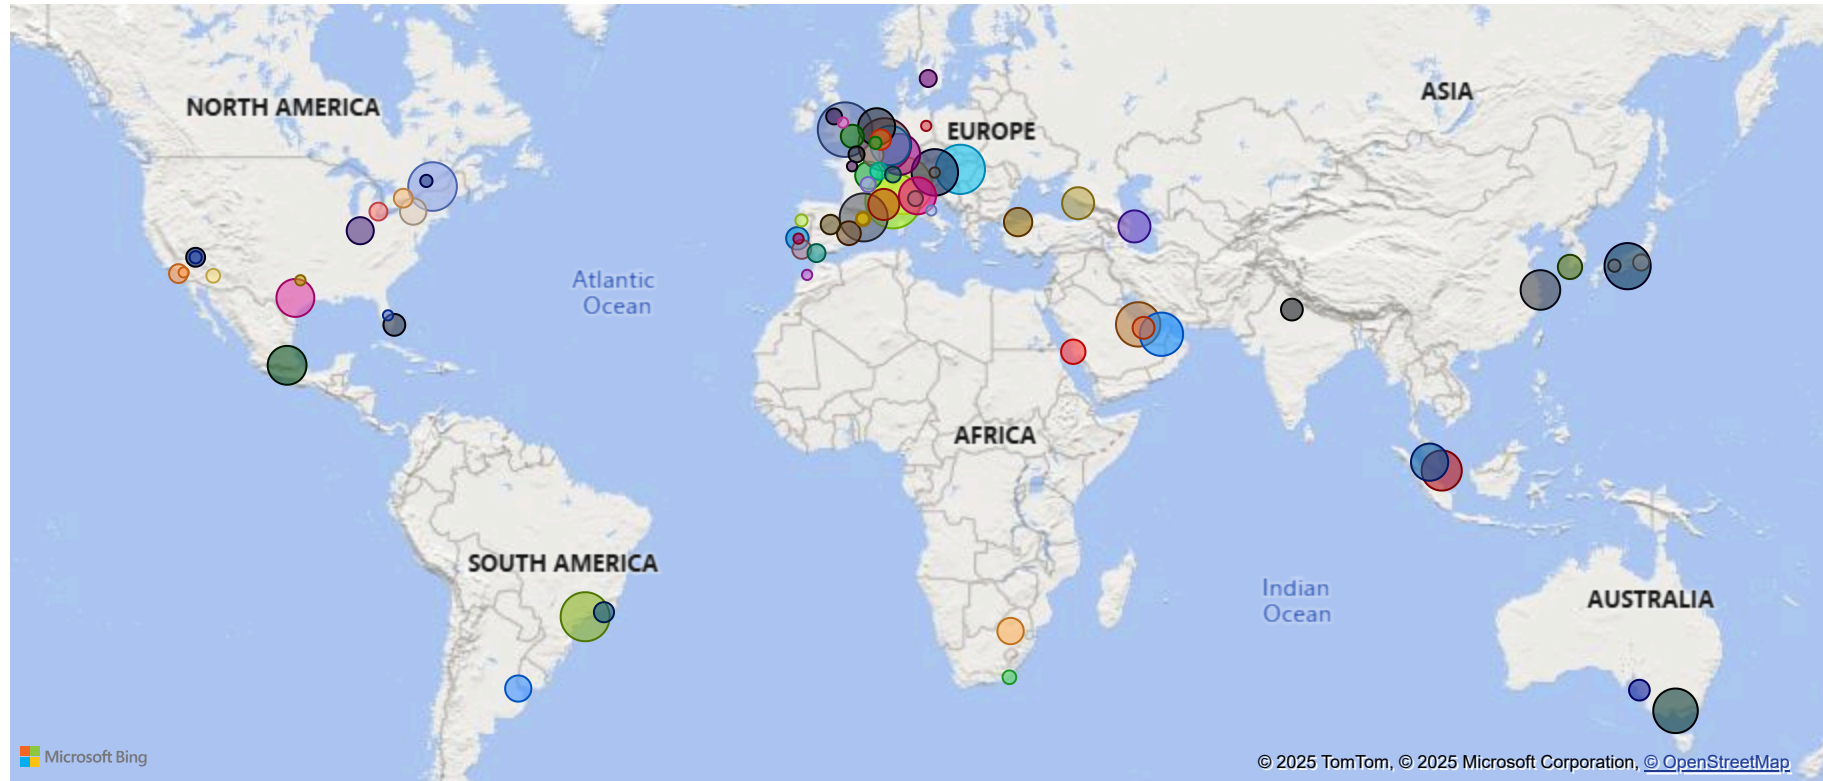 NORTH AMERICA
ASIA
EUROPE
Atlantic
Ocean
AFRICA
SOUTH AMERICA
Indian
Ocean
AUSTRALIA
Microsoft Bing
© 2025 TomTom, © 2025 Microsoft Corporation, © OpenStreetMap